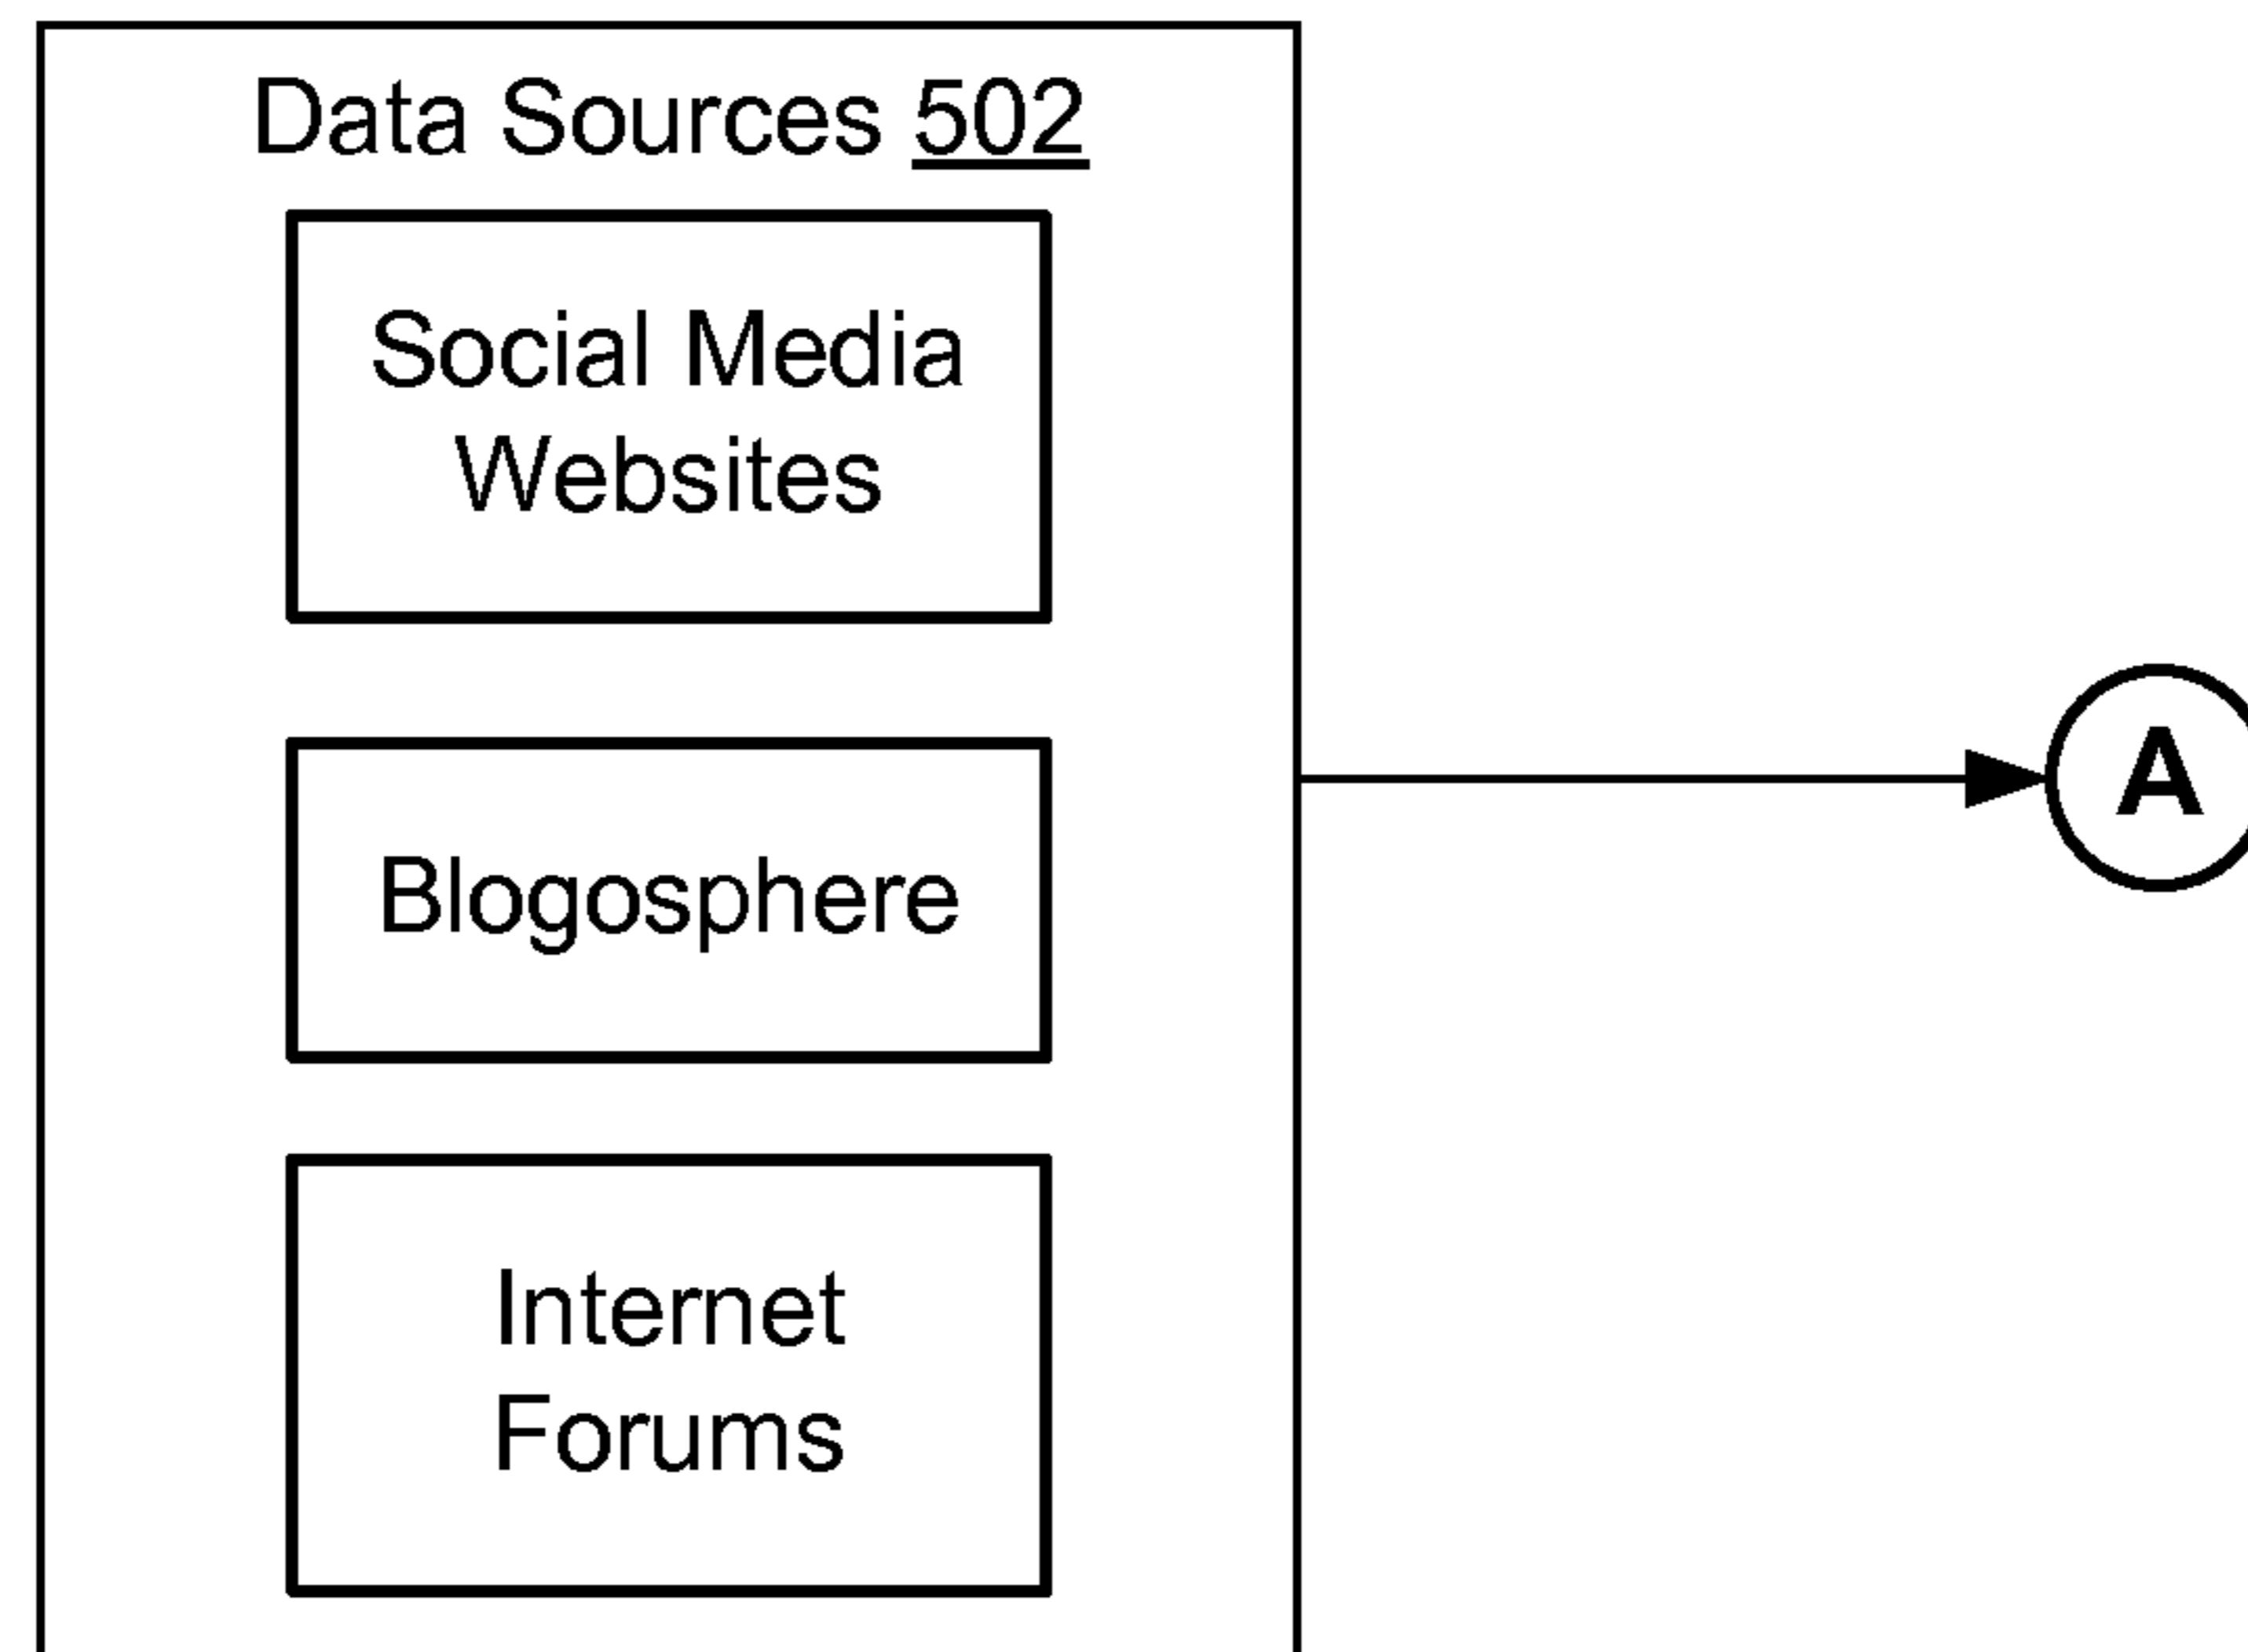 Data Sources 502
Social Media
Websites
Blogosphere
Internet
Forums
A